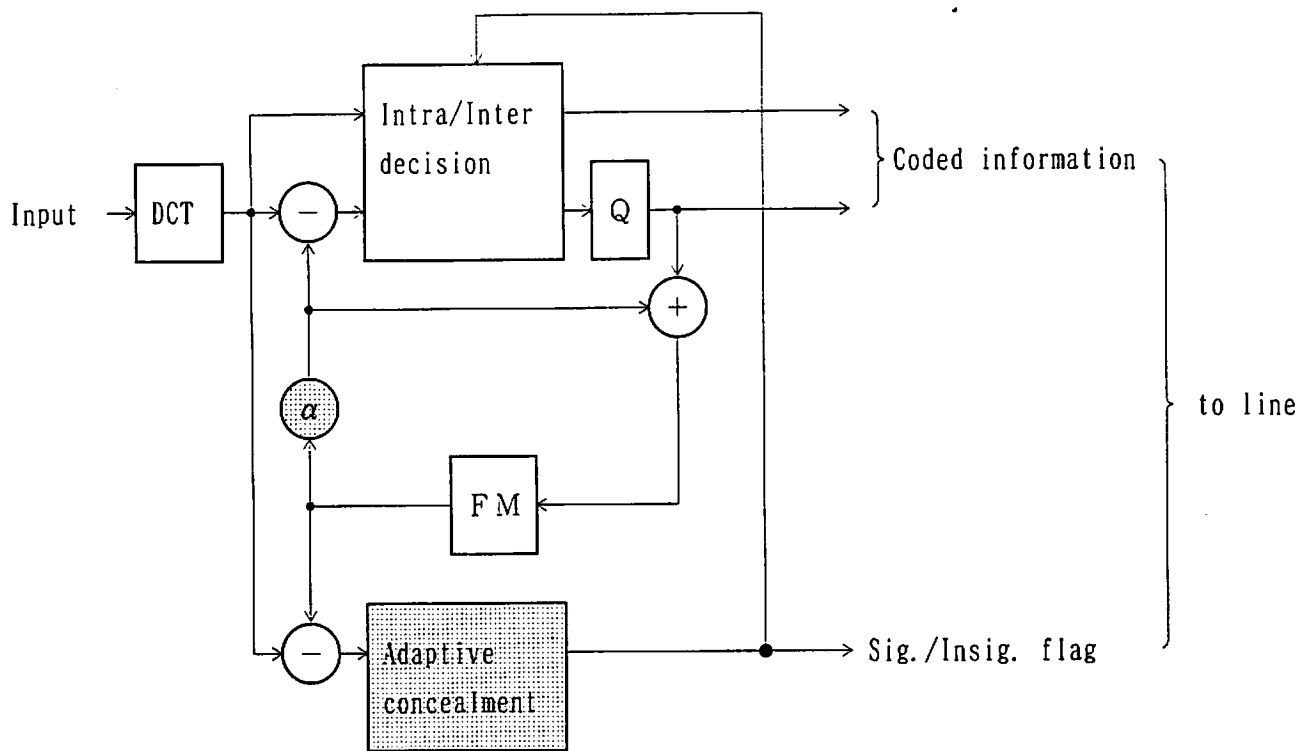 Intra/Inter
decision
Coded information
Input
DCT
−
Q
+
α
to line
FM
−
Adaptive
concealment
Sig./Insig. flag